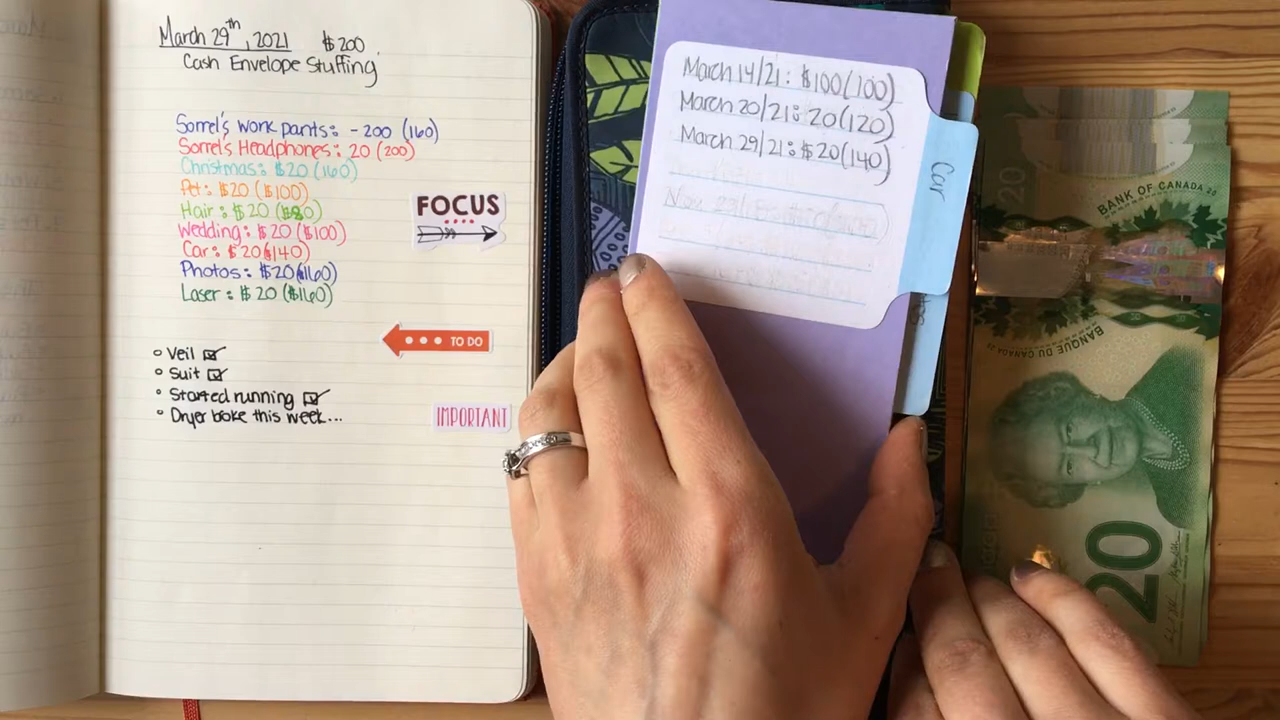 March 29th, 2021 $200
Cash Envelope Stuffing
Sorrel's work pants: -200 (160)
Sorrel's Headphones: 20 (200)
Christmas: $20 (160)
Pet: $20 ($100)
Hair: $20 ($80)
Wedding: $20 ($100)
Car: $20 ($140)
Photos: $20 ($160)
Laser: $20 ($160)
FOCUS
TO DO
Veil
Suit
Started running
Dryer broke this week...
IMPORTANT
March 14/21: $100(100)
March 20/21: 20(120)
March 29/21: $20(140)
Car
20
BANK OF CANADA 20
BANQUE DU CANADA 20
20